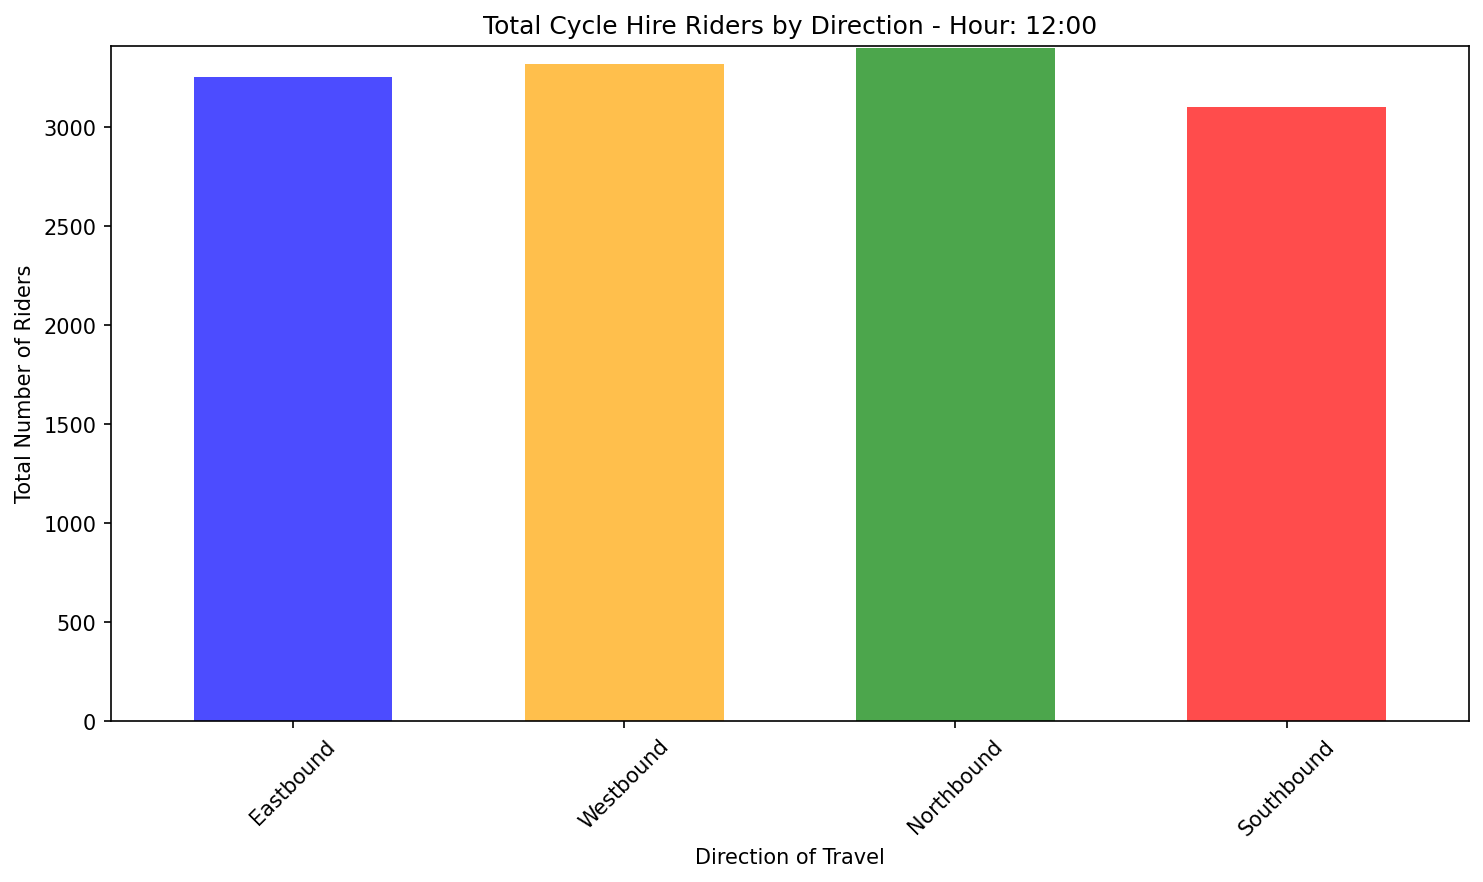 Total Cycle Hire Riders by Direction - Hour: 12:00
Total Number of Riders
3000
2500
2000
1500
1000
500
0
Eastbound
Westbound
Northbound
Southbound
Direction of Travel